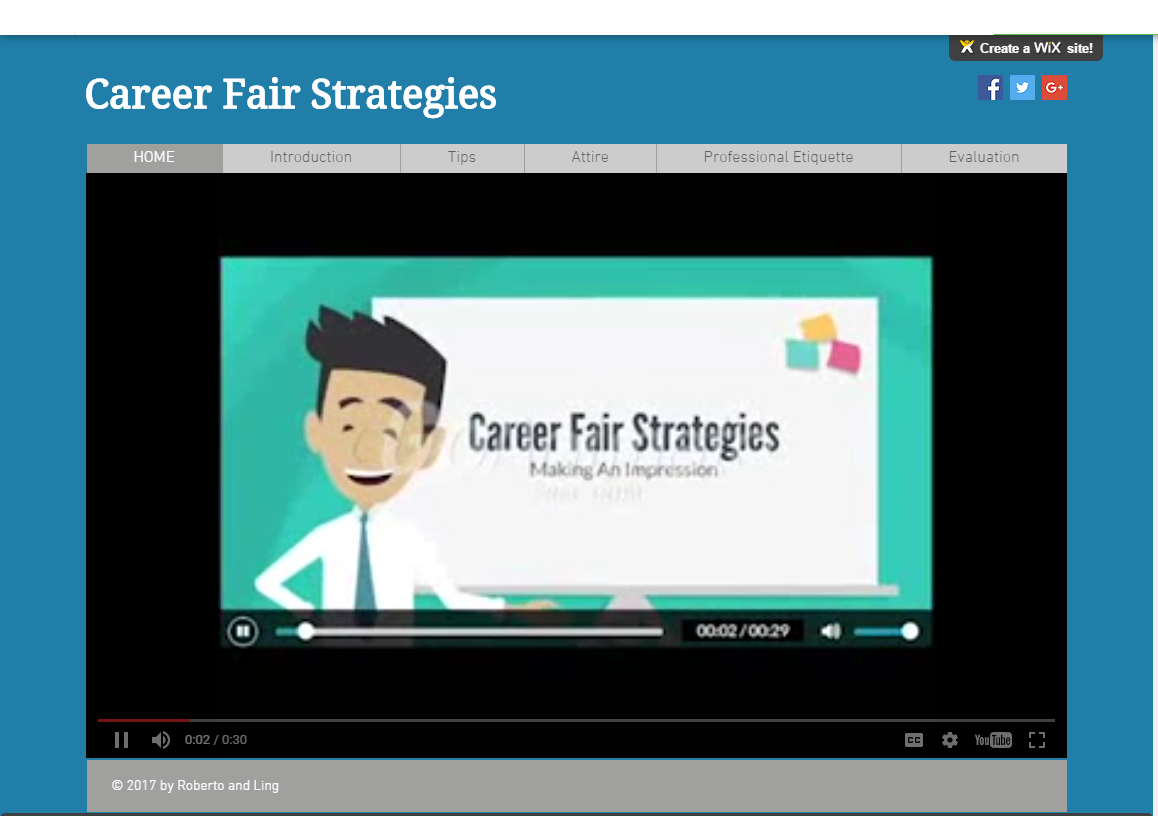 Create a WiX site!
Career Fair Strategies
HOME Introduction Tips Attire Professional Etiquette Evaluation
Career Fair Strategies
Making An Impression
00:02 / 00:29
0:02 / 0:30
CC
YouTube
© 2017 by Roberto and Ling